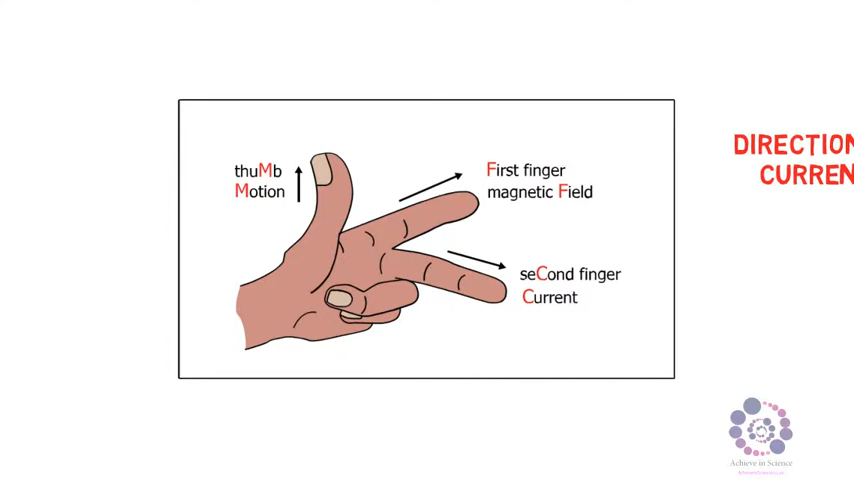 thuMb
Motion
First finger
magnetic Field
seCond finger
Current
DIRECTION
CURREN
Achieve in Science